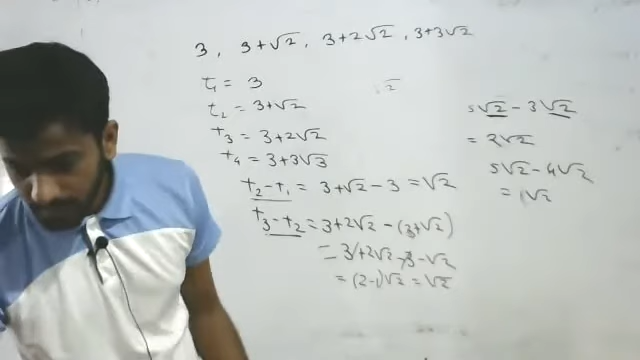 3, 3+√2, 3+2√2, 3+3√2
t₁ = 3
t₂ = 3+√2
t₃ = 3+2√2
t₄ = 3+3√3
t₂-t₁ = 3+√2-3 = √2
t₃-t₂ = 3+2√2-(3+√2)
= 3+2√2-3-√2
= (2-1)√2 = √2
√2
5√2-3√2
= 2√2
5√2-4√2
= 1√2